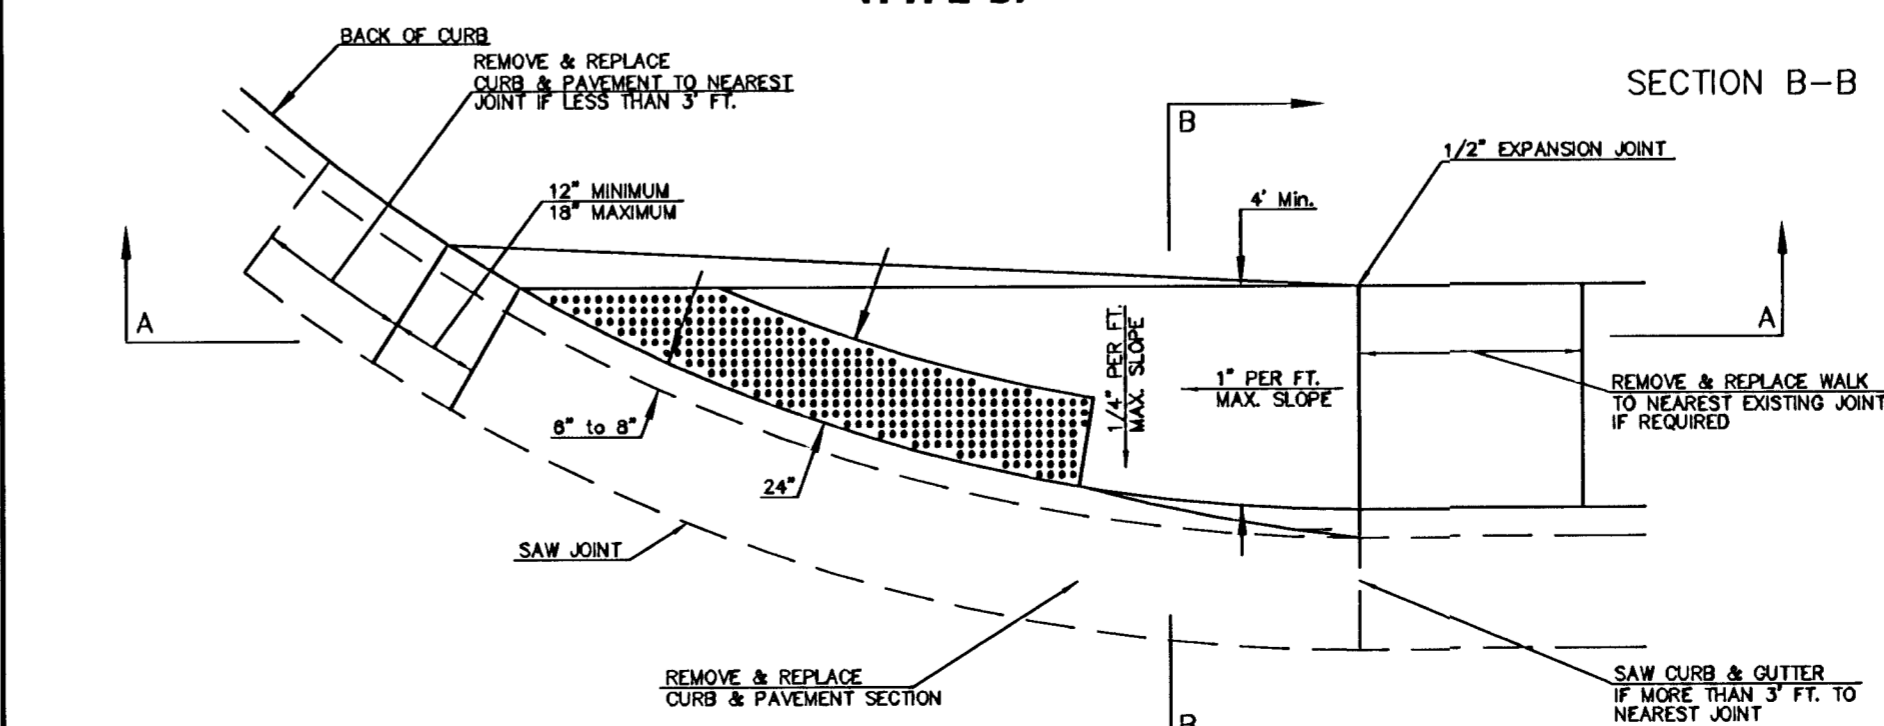 BACK OF CURB
REMOVE & REPLACE
CURB & PAVEMENT TO NEAREST
JOINT IF LESS THAN 3' FT.
SECTION B-B
B
1/2" EXPANSION JOINT
12" MINIMUM
18" MAXIMUM
4' Min.
A
A
1/4" PER FT.
MAX. SLOPE
1" PER FT.
MAX. SLOPE
REMOVE & REPLACE WALK
TO NEAREST EXISTING JOINT
IF REQUIRED
6" to 8"
24"
SAW JOINT
REMOVE & REPLACE
CURB & PAVEMENT SECTION
SAW CURB & GUTTER
IF MORE THAN 3' FT. TO
NEAREST JOINT
B